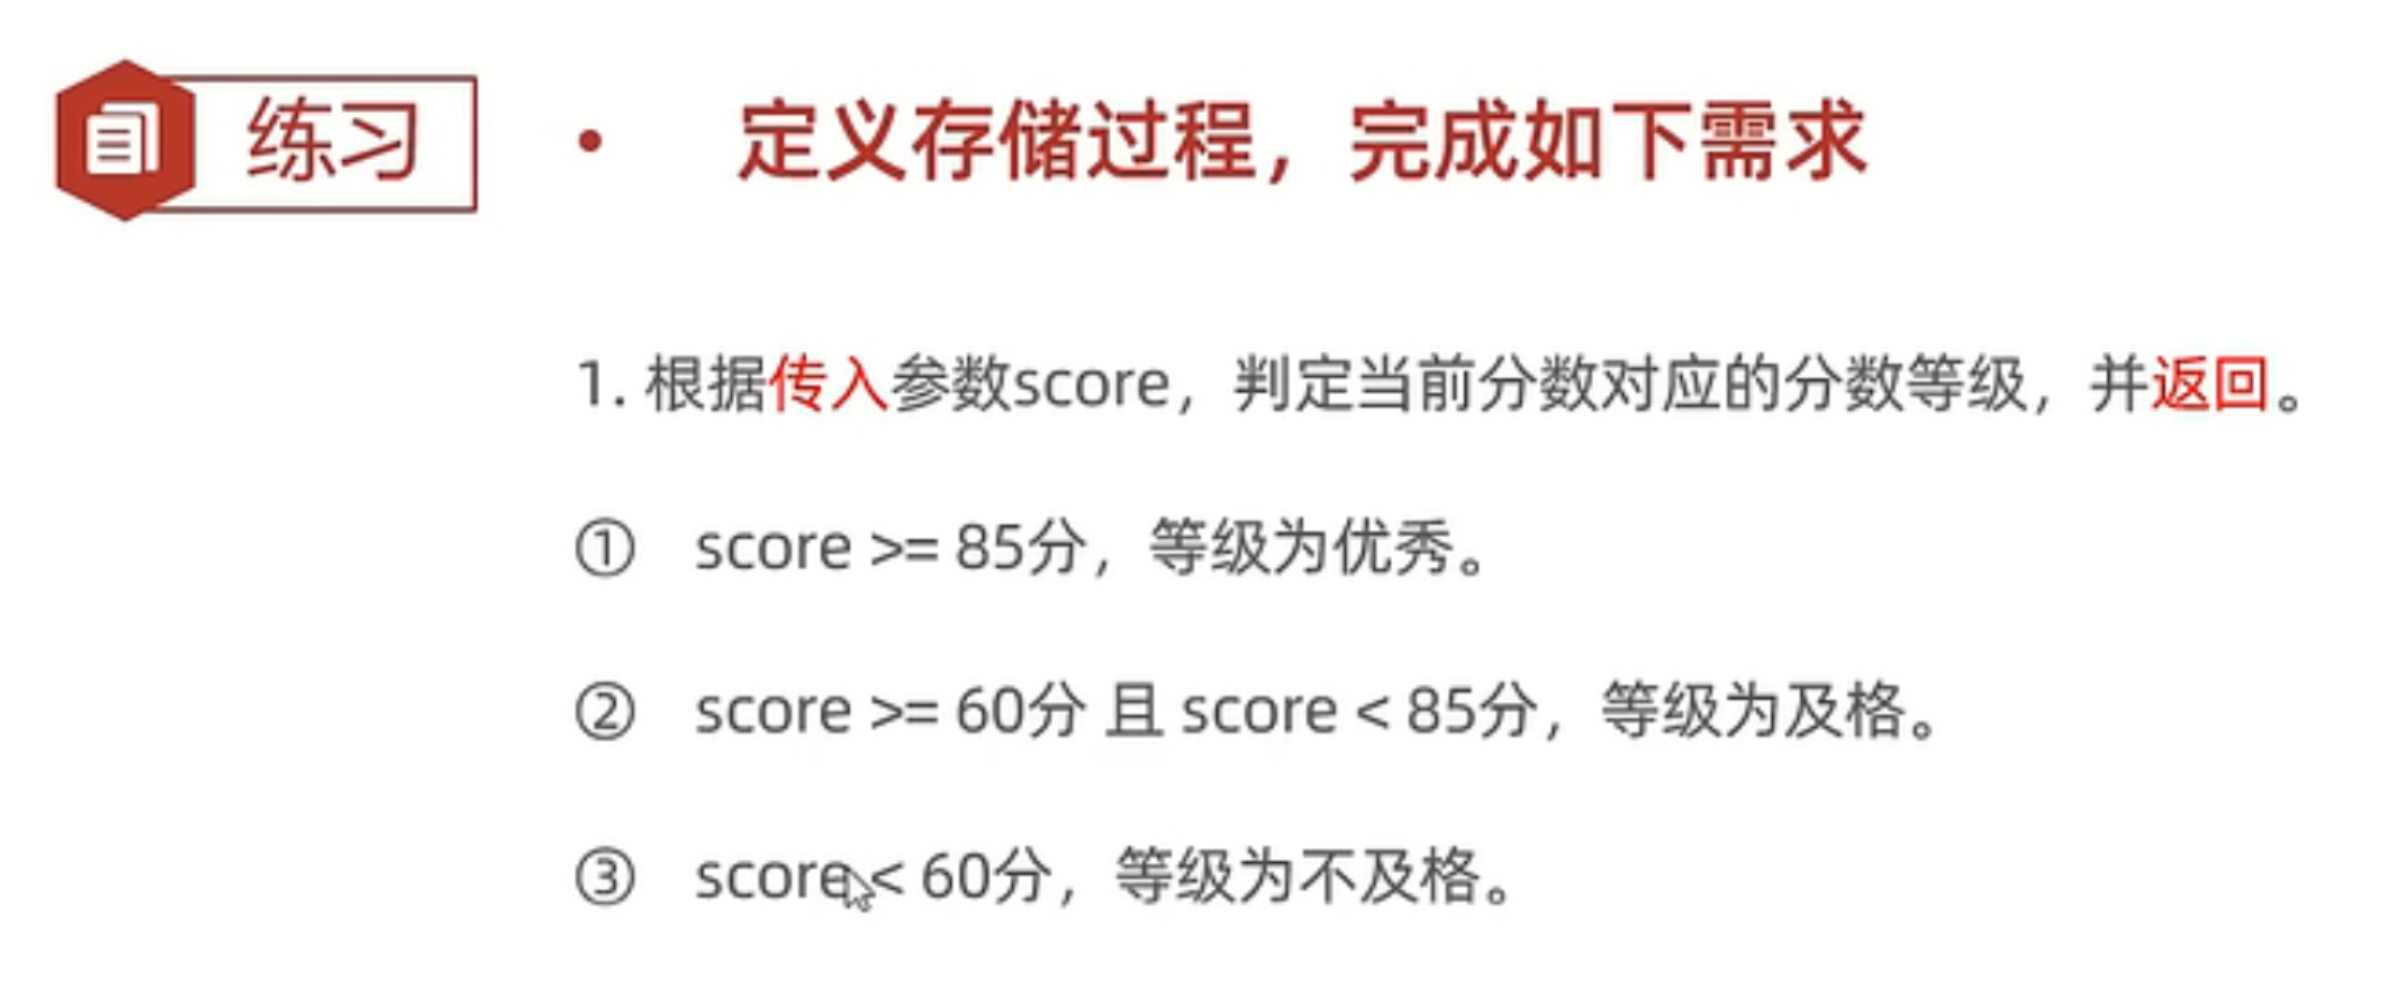 练习
• 定义存储过程，完成如下需求
1. 根据传入参数score，判定当前分数对应的分数等级，并返回。
① score >= 85分，等级为优秀。
② score >= 60分 且 score < 85分，等级为及格。
③ score < 60分，等级为不及格。